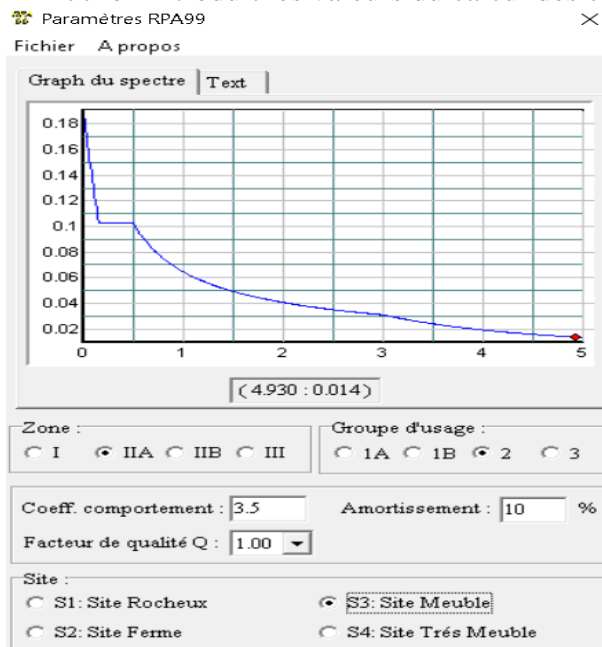 Paramètres RPA99
Fichier A propos
Graph du spectre Text
0.18
0.16
0.14
0.12
0.1
0.08
0.06
0.04
0.02
0 1 2 3 4 5
( 4.930 : 0.014 )
Zone : Groupe d'usage :
I IIA IIB III 1A 1B 2 3
Coeff. comportement : 3.5 Amortissement : 10 %
Facteur de qualité Q : 1.00
Site :
S1: Site Rocheux S3: Site Meuble
S2: Site Ferme S4: Site Trés Meuble